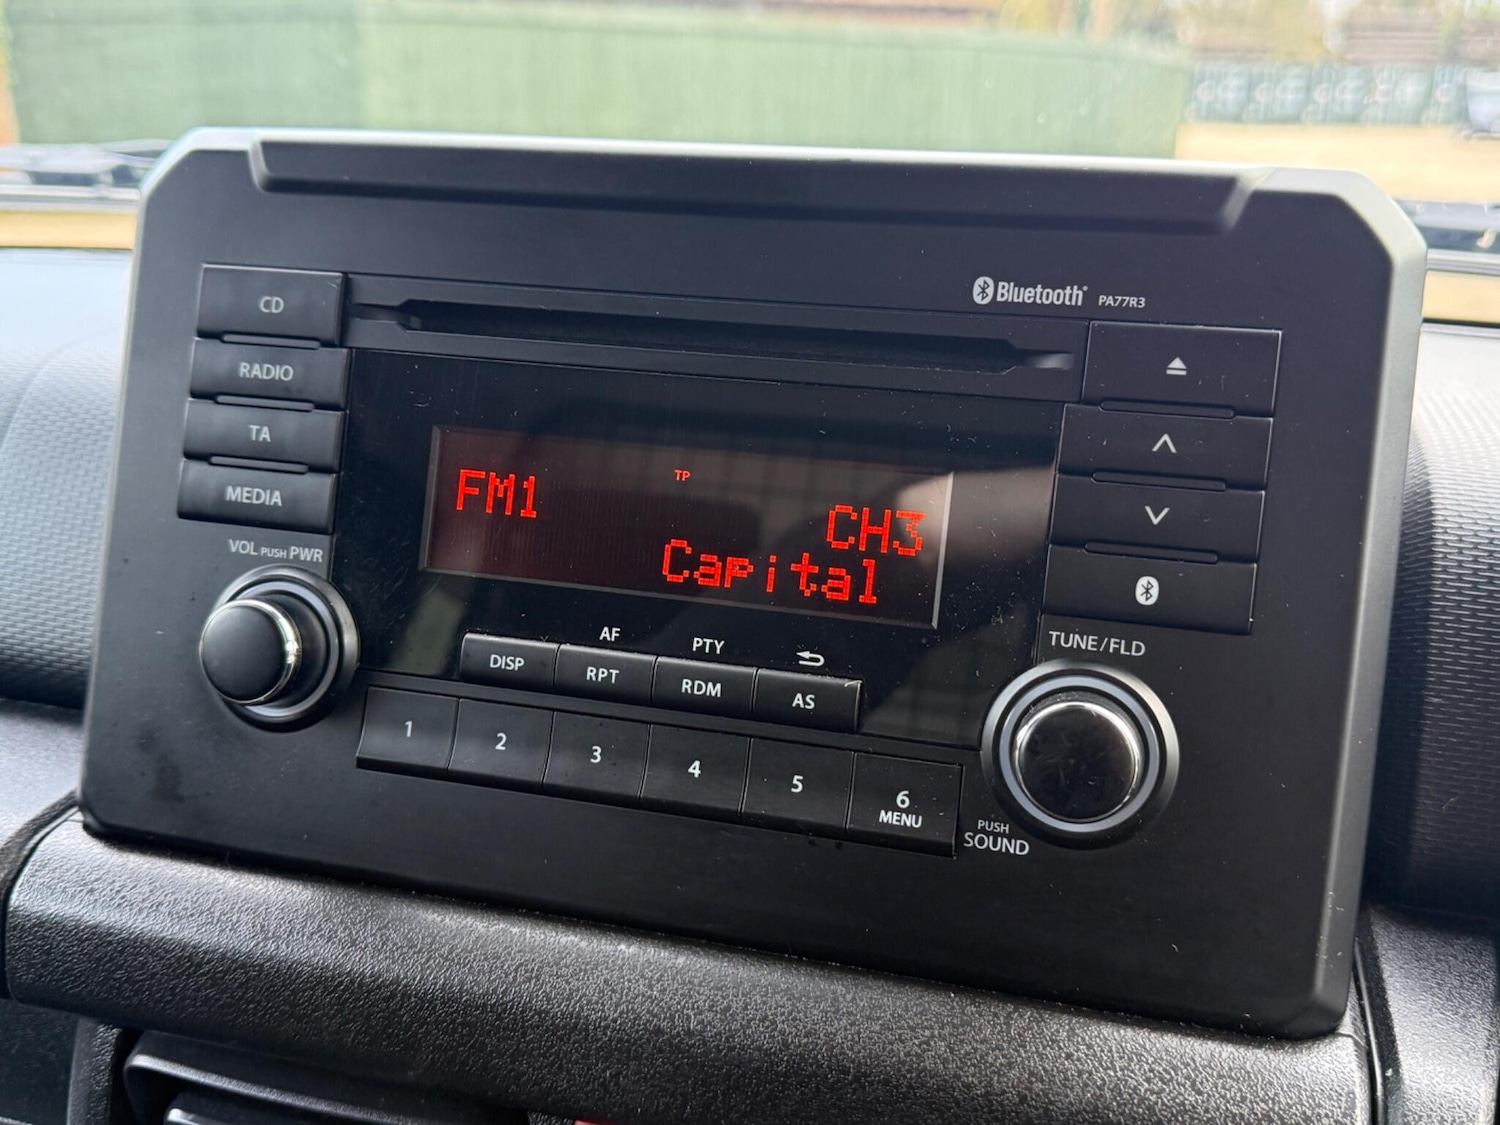 Bluetooth® PA77R3
CD
RADIO
TA
MEDIA
VOL PUSH PWR
TP
FM1
CH3
Capital
AF
PTY
DISP
RPT
RDM
AS
1
2
3
4
5
6
MENU
TUNE/FLD
PUSH
SOUND